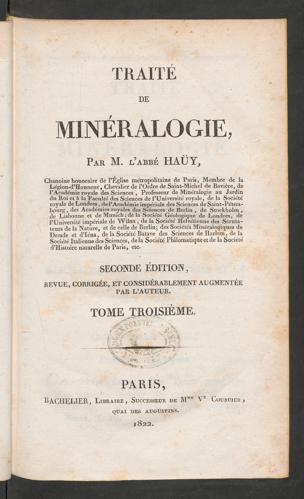 TRAITÉ
DE
MINÉRALOGIE,
PAR M. L'ABBÉ HAÜY,
Chanoine honoraire de l'Église métropolitaine de Paris, Membre de la
Légion-d'Honneur, Chevalier de l'Ordre de Saint-Michel de Bavière, de
l'Académie royale des Sciences, Professeur de Minéralogie au Jardin
du Roi et à la Faculté des Sciences de l'Université royale, de la Société
royale de Londres, de l'Académie impériale des Sciences de Saint-Péters-
bourg, des Académies royales des Sciences de Berlin, de Stockholm,
de Lisbonne et de Munich; de la Société Géologique de Londres, de
l'Université impériale de Wilna, de la Société Helvétienne des Scruta-
teurs de la Nature, et de celle de Berlin; des Sociétés Minéralogiques de
Dresde et d'Iéna, de la Société Batave des Sciences de Harlem, de la
Société Italienne des Sciences, de la Société Philomatique et de la Société
d'Histoire naturelle de Paris, etc.
SECONDE ÉDITION,
REVUE, CORRIGÉE, ET CONSIDÉRABLEMENT AUGMENTÉE
PAR L'AUTEUR.
TOME TROISIÈME.
PARIS,
BACHELIER, LIBRAIRE, SUCCESSEUR DE Mme Ve COURCIER,
QUAI DES AUGUSTINS.
1822.